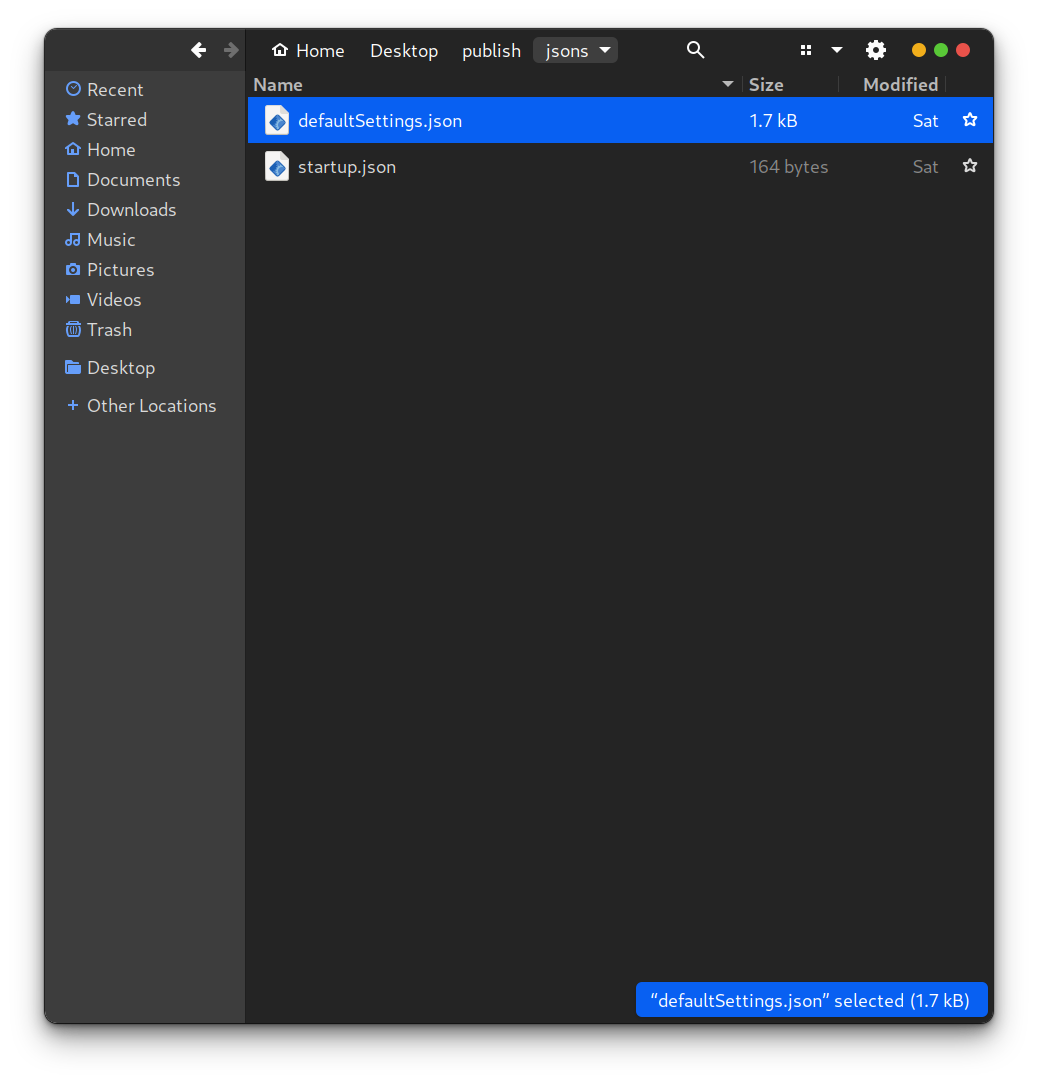 Home Desktop publish jsons
Recent
Starred
Home
Documents
Downloads
Music
Pictures
Videos
Trash
Desktop
Other Locations
Name Size Modified
defaultSettings.json 1.7 kB Sat
startup.json 164 bytes Sat
“defaultSettings.json” selected (1.7 kB)